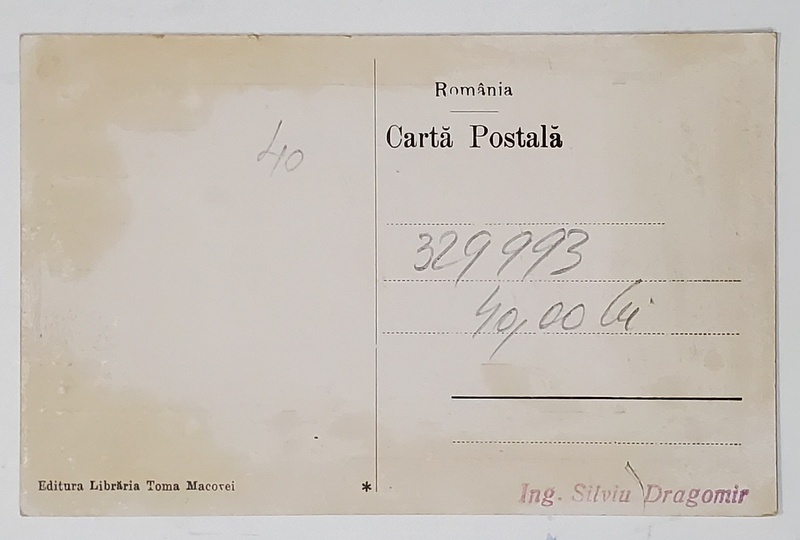 România
Cartă Postală
40
329993
40,00 lei
Editura Librăria Toma Macovei
*
Ing. Silviu Dragomir